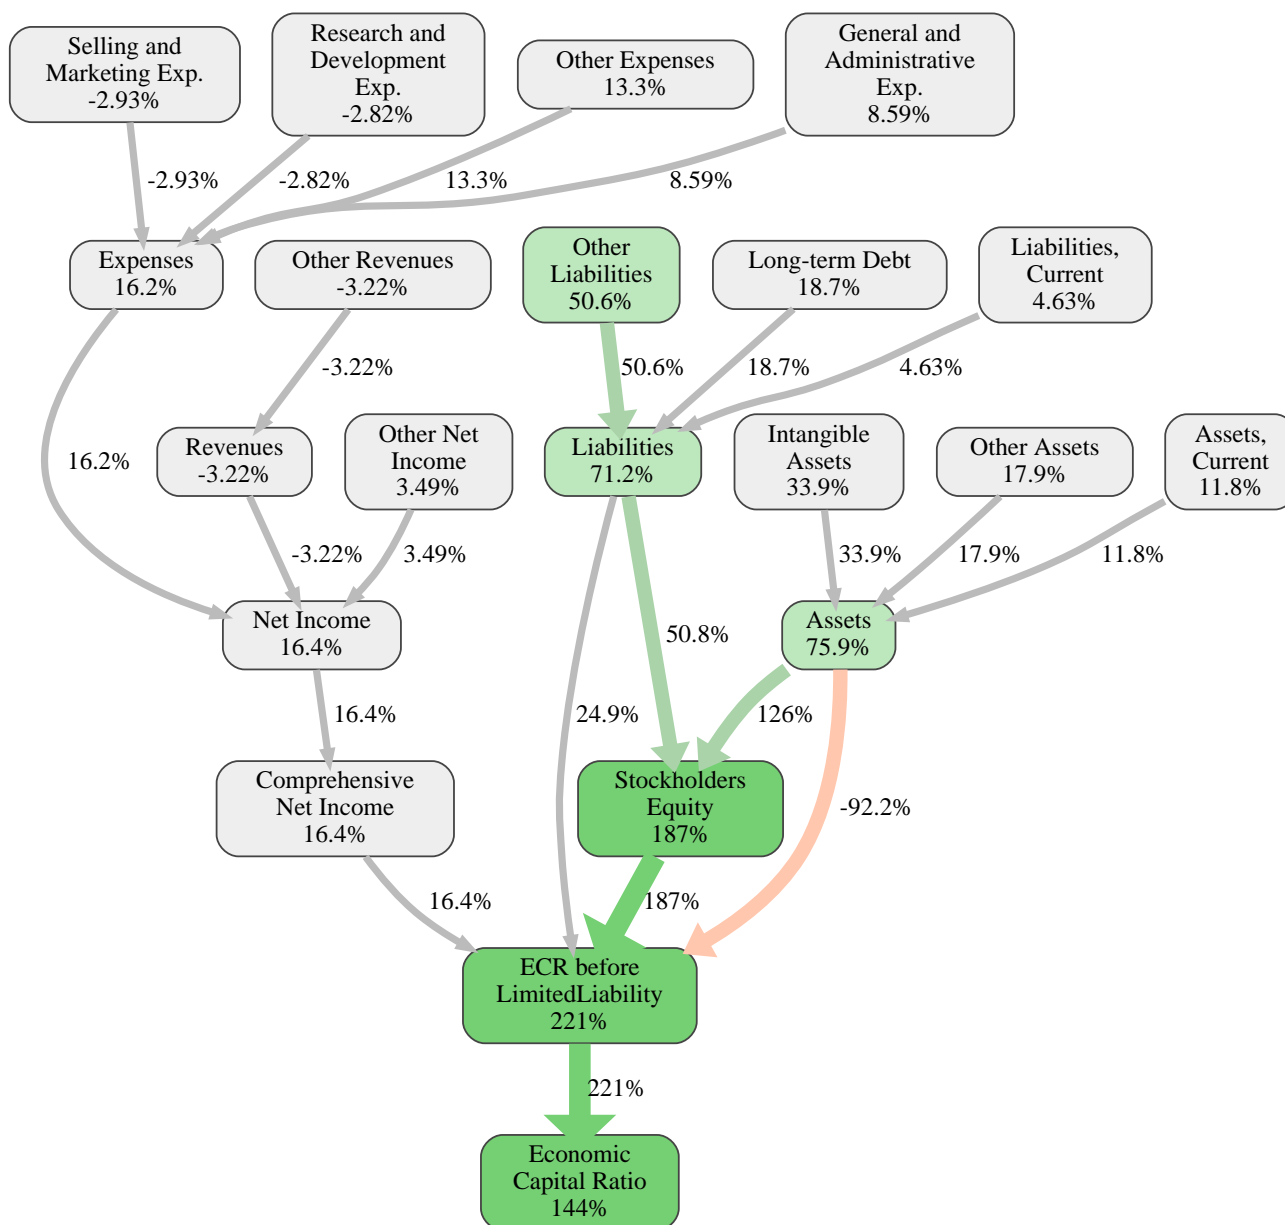 Selling and
Marketing Exp.
-2.93%
Research and
Development
Exp.
-2.82%
Other Expenses
13.3%
General and
Administrative
Exp.
8.59%
-2.93%
-2.82%
13.3%
8.59%
Expenses
16.2%
Other Revenues
-3.22%
Other
Liabilities
50.6%
Long-term Debt
18.7%
Liabilities,
Current
4.63%
-3.22%
50.6%
18.7%
4.63%
16.2%
Revenues
-3.22%
Other Net
Income
3.49%
Liabilities
71.2%
Intangible
Assets
33.9%
Other Assets
17.9%
Assets,
Current
11.8%
-3.22%
3.49%
33.9%
17.9%
11.8%
Net Income
16.4%
50.8%
Assets
75.9%
16.4%
24.9%
126%
Comprehensive
Net Income
16.4%
Stockholders
Equity
187%
-92.2%
16.4%
187%
ECR before
LimitedLiability
221%
221%
Economic
Capital Ratio
144%